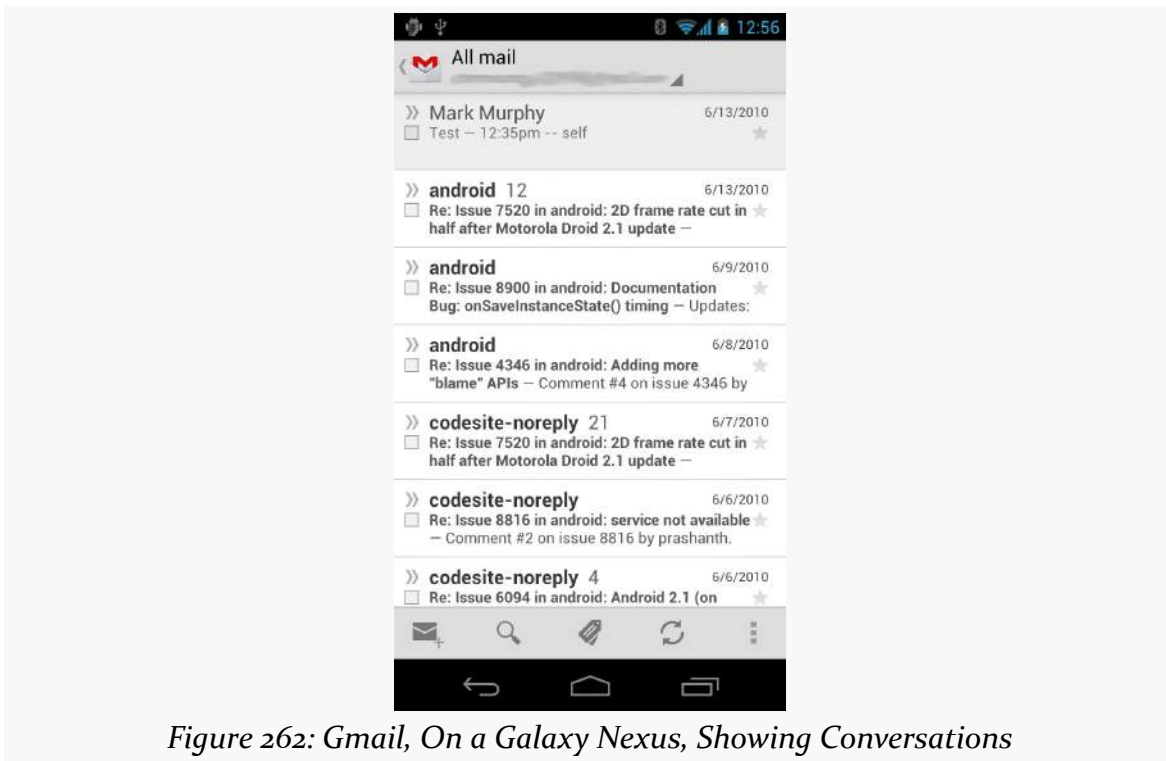 12:56
All mail
Mark Murphy 6/13/2010
Test – 12:35pm -- self
android 12 6/13/2010
Re: Issue 7520 in android: 2D frame rate cut in
half after Motorola Droid 2.1 update –
android 6/9/2010
Re: Issue 8900 in android: Documentation
Bug: onSaveInstanceState() timing – Updates:
android 6/8/2010
Re: Issue 4346 in android: Adding more
"blame" APIs – Comment #4 on issue 4346 by
codesite-noreply 21 6/7/2010
Re: Issue 7520 in android: 2D frame rate cut in
half after Motorola Droid 2.1 update –
codesite-noreply 6/6/2010
Re: Issue 8816 in android: service not available
– Comment #2 on issue 8816 by prashanth.
codesite-noreply 4 6/6/2010
Re: Issue 6094 in android: Android 2.1 (on
Figure 262: Gmail, On a Galaxy Nexus, Showing Conversations